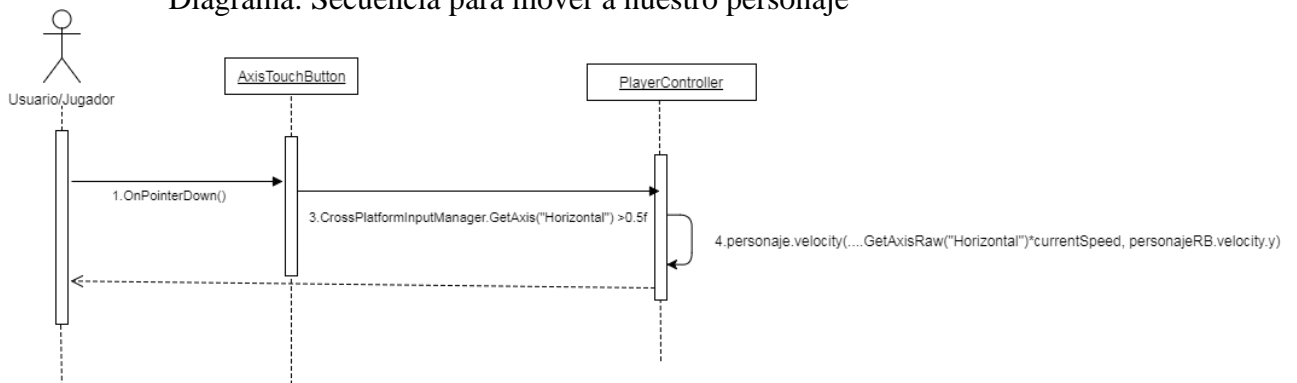 Diagrama: Secuencia para mover a nuestro personaje
AxisTouchButton
PlayerController
Usuario/Jugador
1.OnPointerDown()
3.CrossPlatformInputManager.GetAxis("Horizontal") >0.5f
4.personaje.velocity(....GetAxisRaw("Horizontal")*currentSpeed, personajeRB.velocity.y)